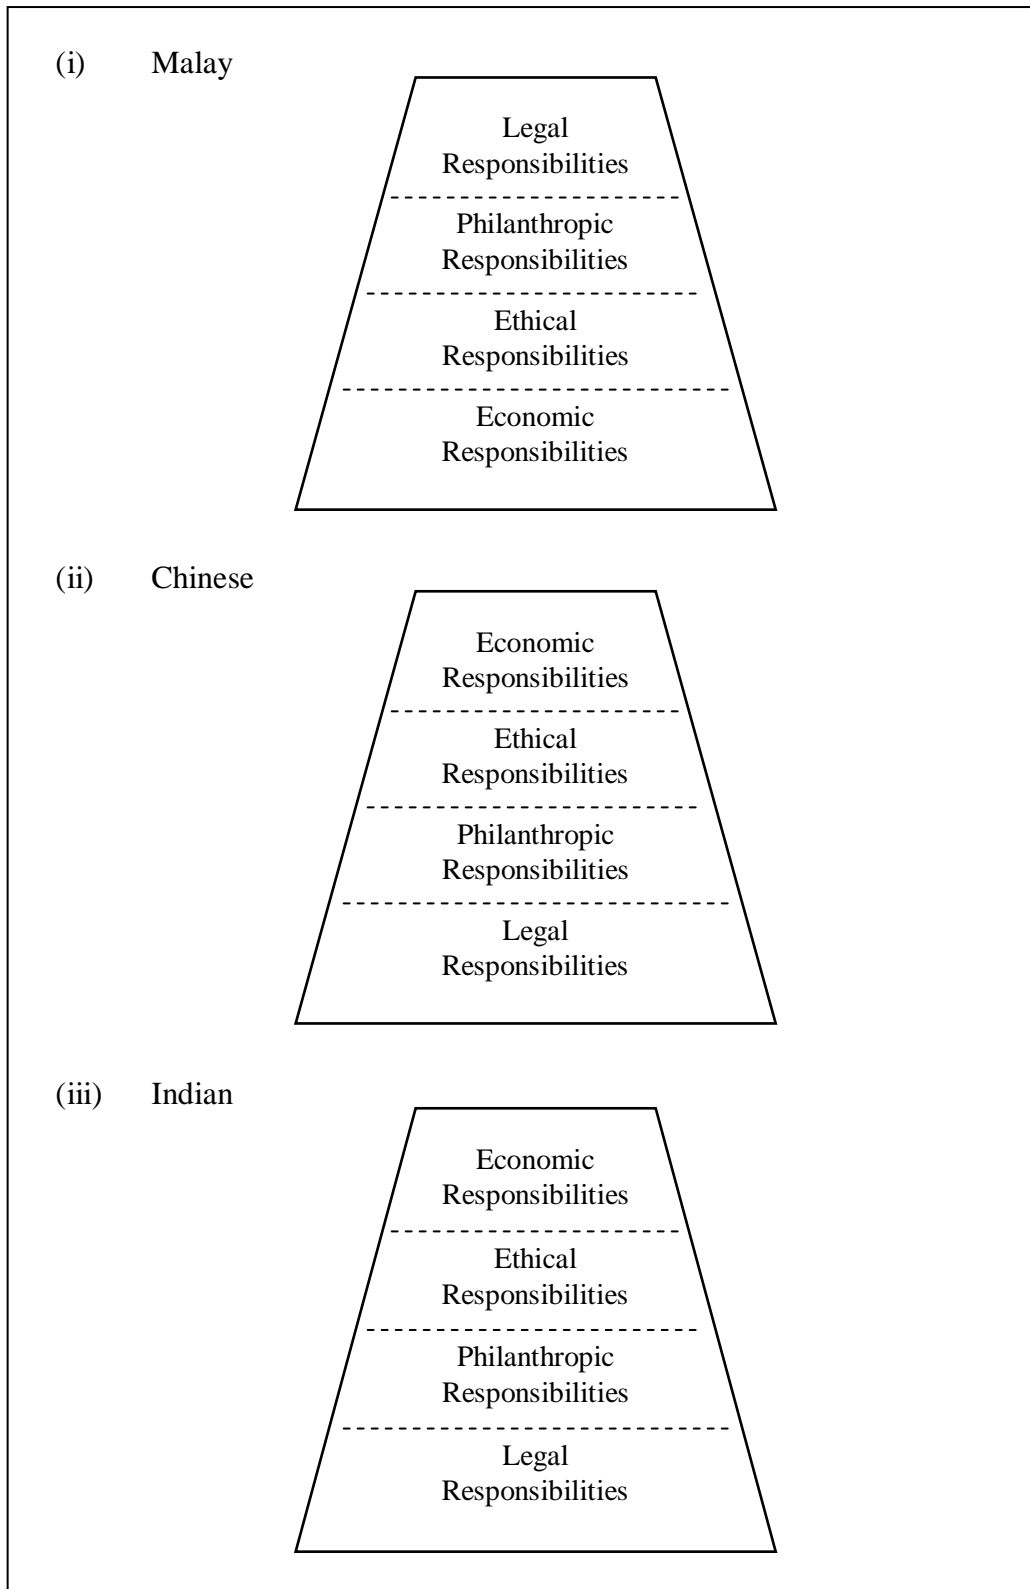 (i) Malay
Legal
Responsibilities
Philanthropic
Responsibilities
Ethical
Responsibilities
Economic
Responsibilities
(ii) Chinese
Economic
Responsibilities
Ethical
Responsibilities
Philanthropic
Responsibilities
Legal
Responsibilities
(iii) Indian
Economic
Responsibilities
Ethical
Responsibilities
Philanthropic
Responsibilities
Legal
Responsibilities